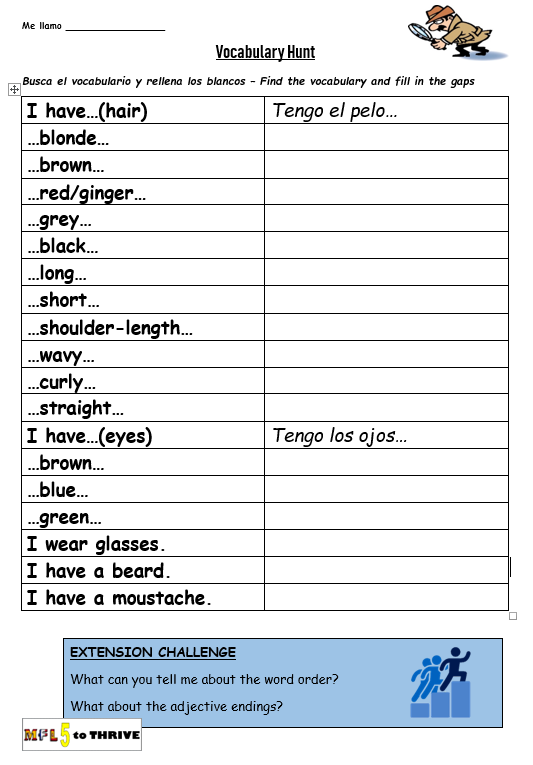 Me llamo _______________
Vocabulary Hunt
Busca el vocabulario y rellena los blancos – Find the vocabulary and fill in the gaps
I have…(hair) Tengo el pelo…
…blonde…
…brown…
…red/ginger…
…grey…
…black…
…long…
…short…
…shoulder-length…
…wavy…
…curly…
…straight…
I have…(eyes) Tengo los ojos…
…brown…
…blue…
…green…
I wear glasses.
I have a beard.
I have a moustache.
EXTENSION CHALLENGE
What can you tell me about the word order?
What about the adjective endings?
MFL 5 to THRIVE